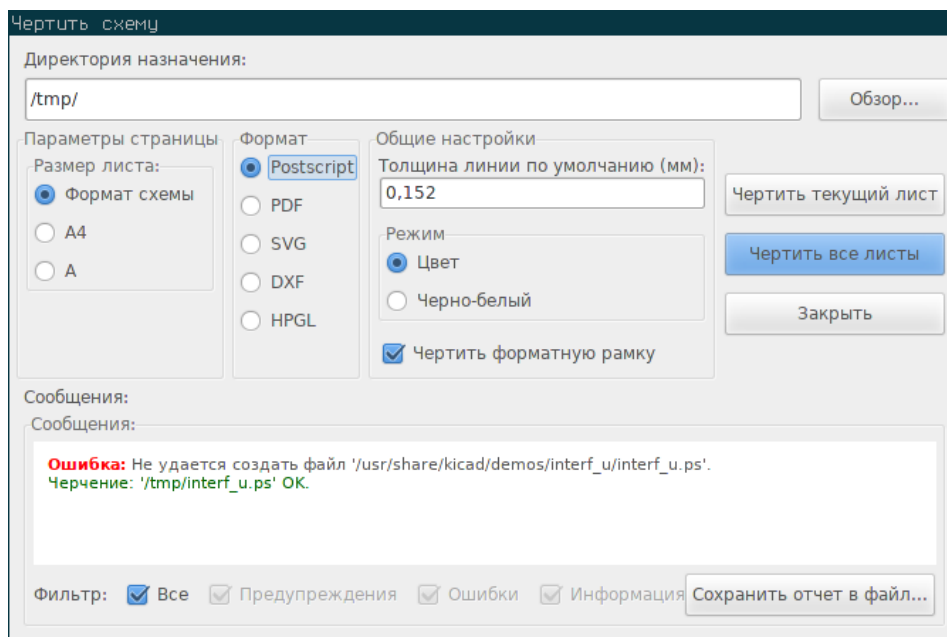 Чертить схему
Директория назначения:
/tmp/
Обзор...
Параметры страницы
Размер листа:
Формат схемы
A4
A
Формат
Postscript
PDF
SVG
DXF
HPGL
Общие настройки
Толщина линии по умолчанию (мм):
0,152
Режим
Цвет
Черно-белый
Чертить форматную рамку
Чертить текущий лист
Чертить все листы
Закрыть
Сообщения:
Сообщения:
Ошибка: Не удается создать файл '/usr/share/kicad/demos/interf_u/interf_u.ps'.
Черчение: '/tmp/interf_u.ps' OK.
Фильтр: Все Предупреждения Ошибки Информация Сохранить отчет в файл...